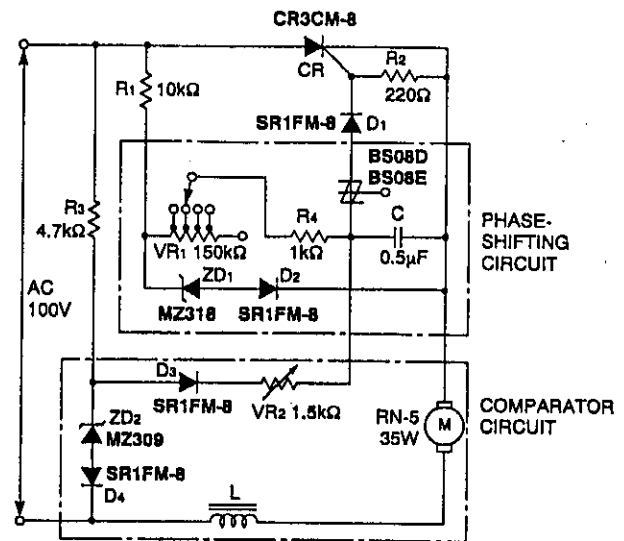 CR3CM-8
CR
R2
220Ω
R1 10kΩ
SR1FM-8 D1
BS08D
BS08E
R3
4.7kΩ
R4
1kΩ
C
0.5μF
VR1 150kΩ
ZD1
D2
MZ318
SR1FM-8
PHASE-
SHIFTING
CIRCUIT
AC
100V
D3
SR1FM-8
VR2 1.5kΩ
ZD2
MZ309
SR1FM-8
D4
L
RN-5
35W
M
COMPARATOR
CIRCUIT